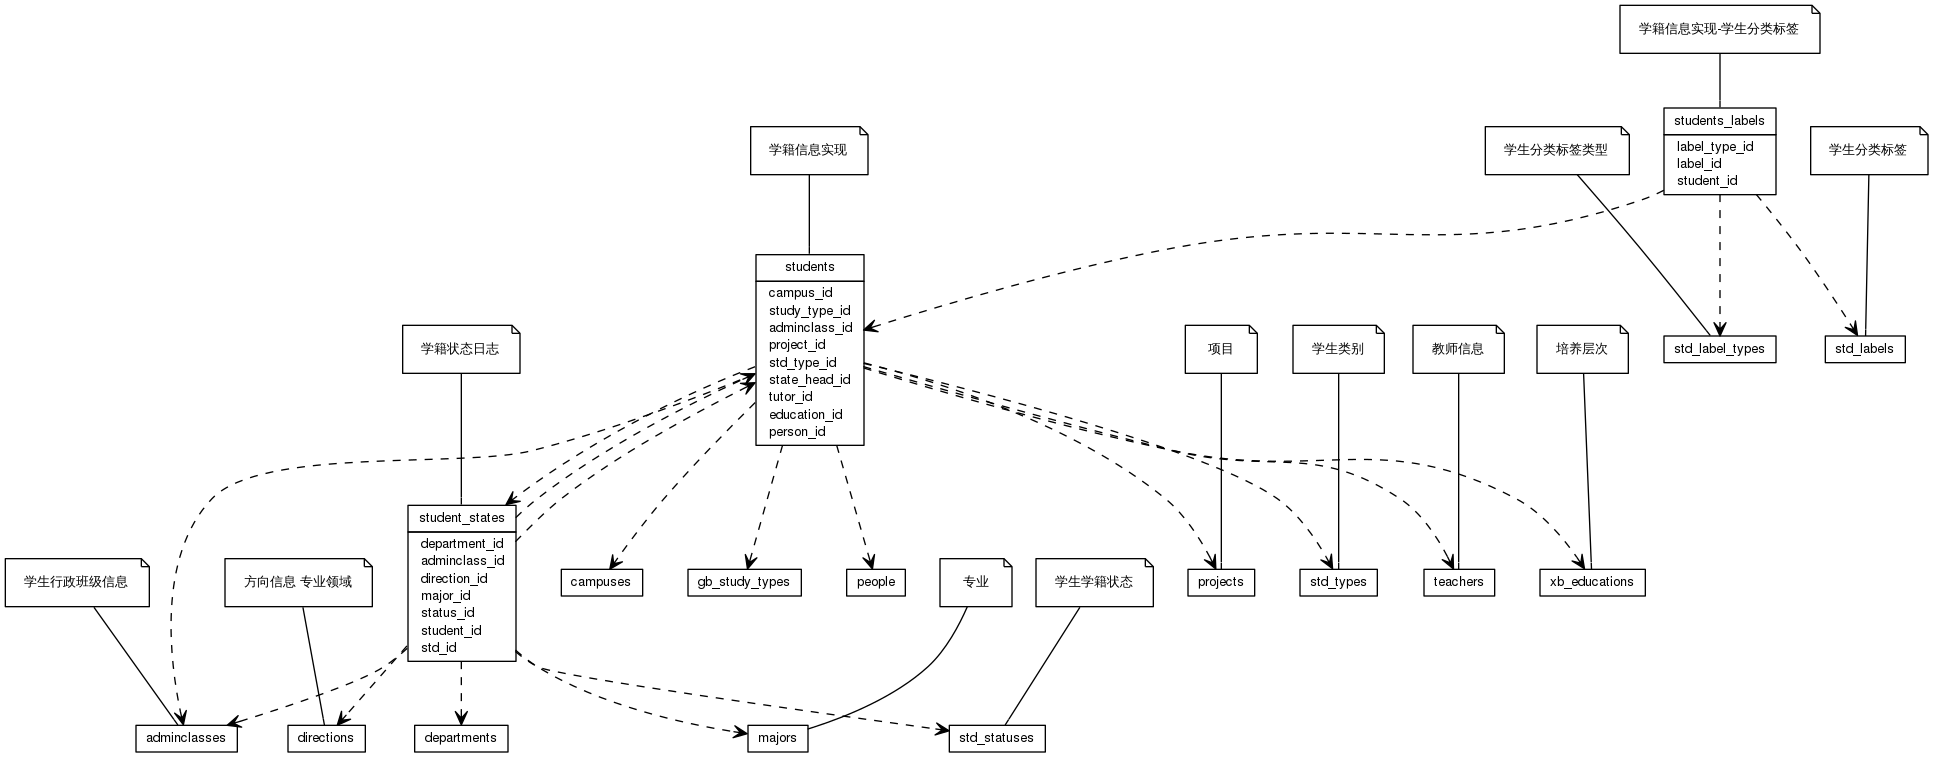 学籍信息实现-学生分类标签
students_labels
label_type_id
label_id
student_id
学籍信息实现
学生分类标签类型
学生分类标签
students
campus_id
study_type_id
adminclass_id
project_id
std_type_id
state_head_id
tutor_id
education_id
person_id
学籍状态日志
项目
学生类别
教师信息
培养层次
std_label_types
std_labels
student_states
department_id
adminclass_id
direction_id
major_id
status_id
student_id
std_id
学生行政班级信息
方向信息 专业领域
campuses
gb_study_types
people
专业
学生学籍状态
projects
std_types
teachers
xb_educations
adminclasses
directions
departments
majors
std_statuses